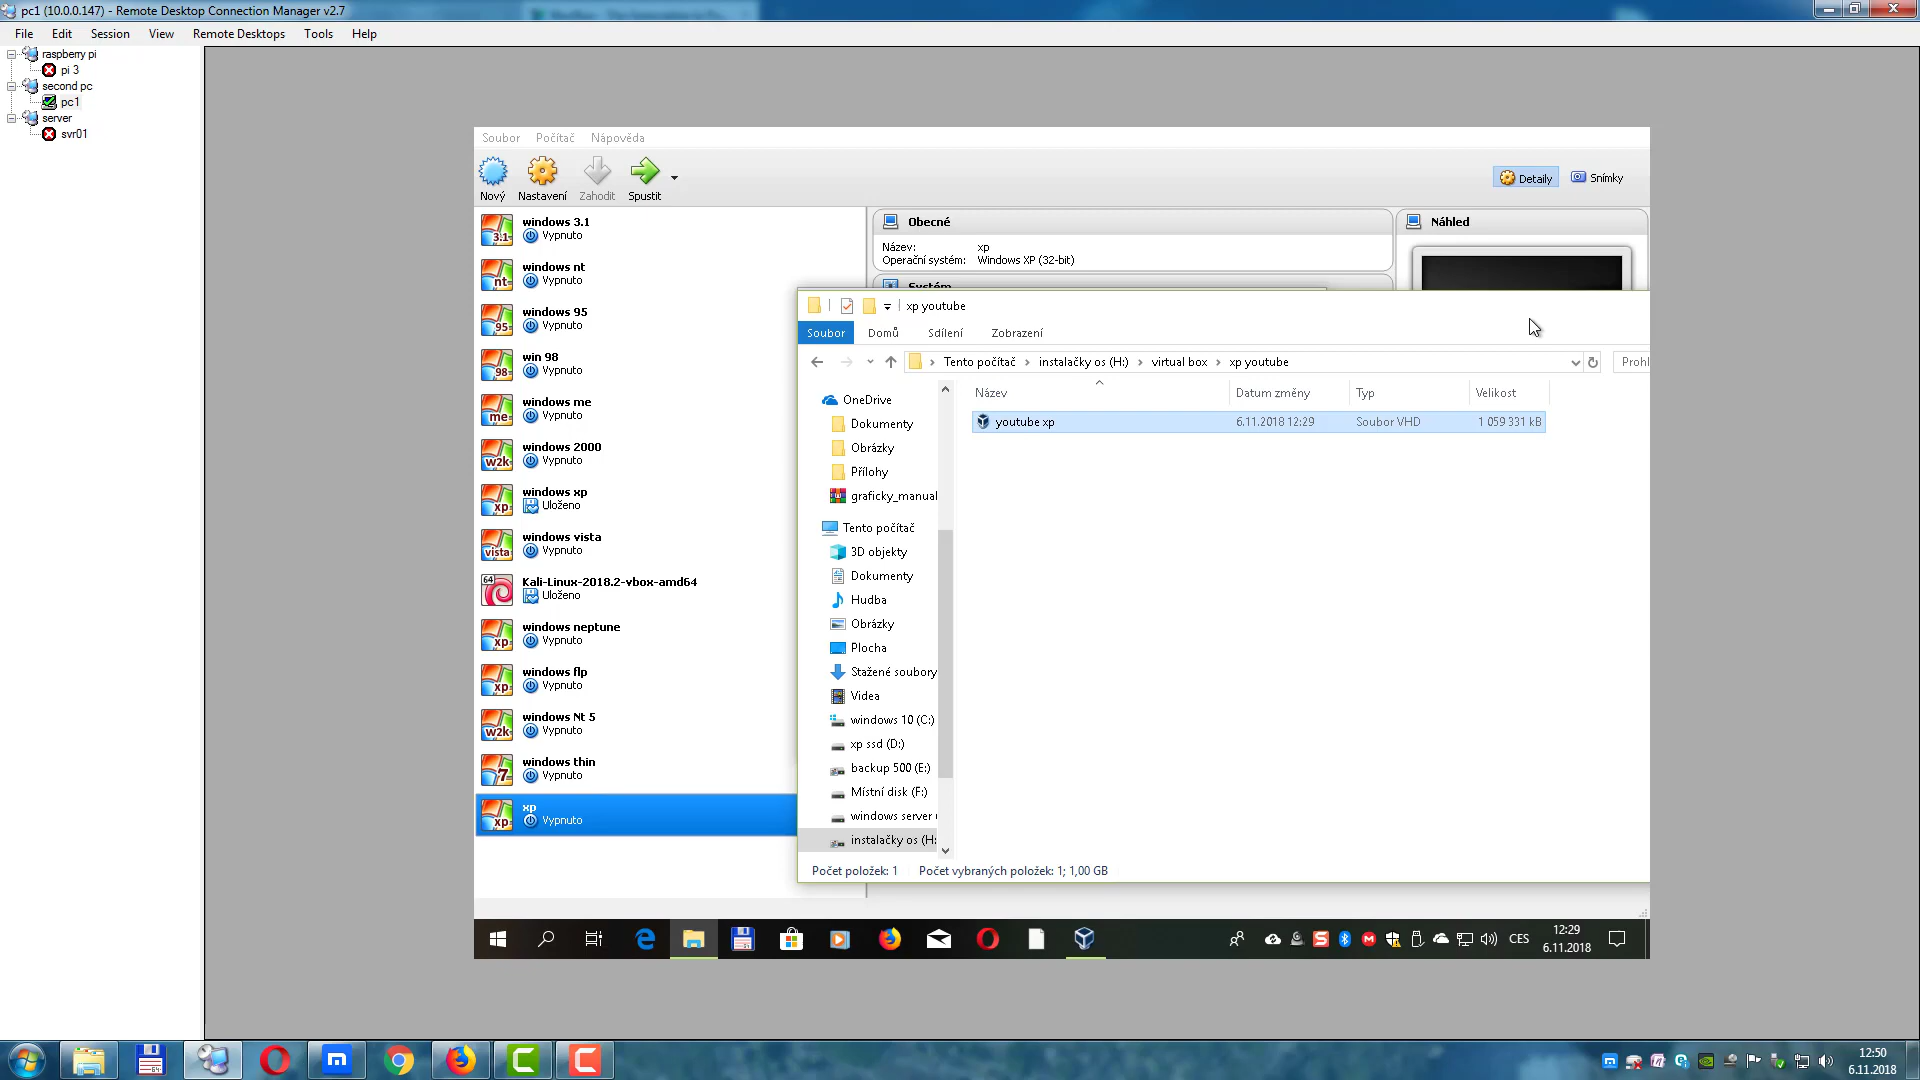 pc1 (10.0.0.147) - Remote Desktop Connection Manager v2.7
File Edit Session View Remote Desktops Tools Help
raspberry pi
pi 3
second pc
pc1
server
svr01
Soubor Počítač Nápověda
Nový Nastavení Zahodit Spustit
Detaily Snímky
windows 3.1
Vypnuto
windows nt
Vypnuto
windows 95
Vypnuto
win 98
Vypnuto
windows me
Vypnuto
windows 2000
Vypnuto
windows xp
Uloženo
windows vista
Vypnuto
Kali-Linux-2018.2-vbox-amd64
Uloženo
windows neptune
Vypnuto
windows flp
Vypnuto
windows Nt 5
Vypnuto
windows thin
Vypnuto
xp
Vypnuto
Obecné
Název: xp
Operační systém: Windows XP (32-bit)
Systém
Náhled
xp youtube
Soubor Domů Sdílení Zobrazení
Tento počítač instalačky os (H:) virtual box xp youtube
Prohl
Název Datum změny Typ Velikost
youtube xp 6.11.2018 12:29 Soubor VHD 1 059 331 kB
OneDrive
Dokumenty
Obrázky
Přílohy
graficky_manual
Tento počítač
3D objekty
Dokumenty
Hudba
Obrázky
Plocha
Stažené soubory
Videa
windows 10 (C:)
xp ssd (D:)
backup 500 (E:)
Místní disk (F:)
windows server
instalačky os (H:
Počet položek: 1 Počet vybraných položek: 1; 1,00 GB
CES
12:29
6.11.2018
12:50
6.11.2018